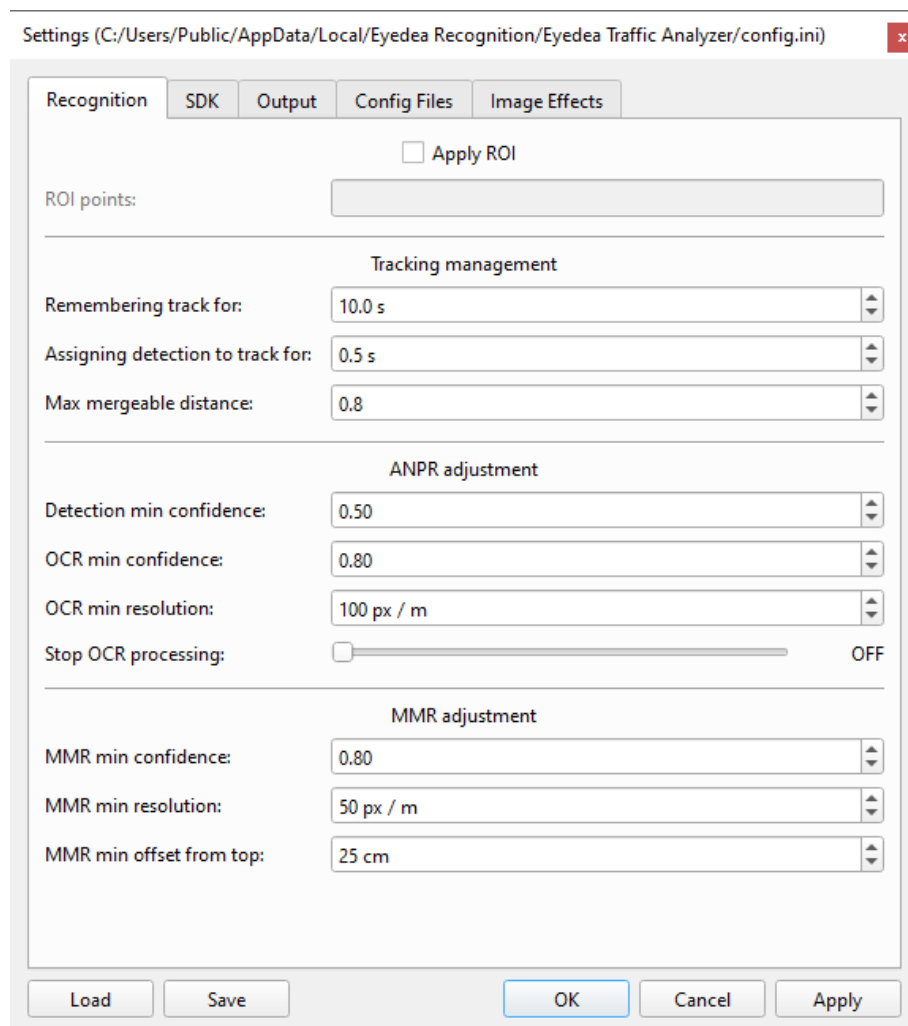 Settings (C:/Users/Public/AppData/Local/Eyedea Recognition/Eyedea Traffic Analyzer/config.ini) x
Recognition SDK Output Config Files Image Effects
Apply ROI
ROI points:
Tracking management
Remembering track for: 10.0 s
Assigning detection to track for: 0.5 s
Max mergeable distance: 0.8
ANPR adjustment
Detection min confidence: 0.50
OCR min confidence: 0.80
OCR min resolution: 100 px / m
Stop OCR processing: OFF
MMR adjustment
MMR min confidence: 0.80
MMR min resolution: 50 px / m
MMR min offset from top: 25 cm
Load Save OK Cancel Apply